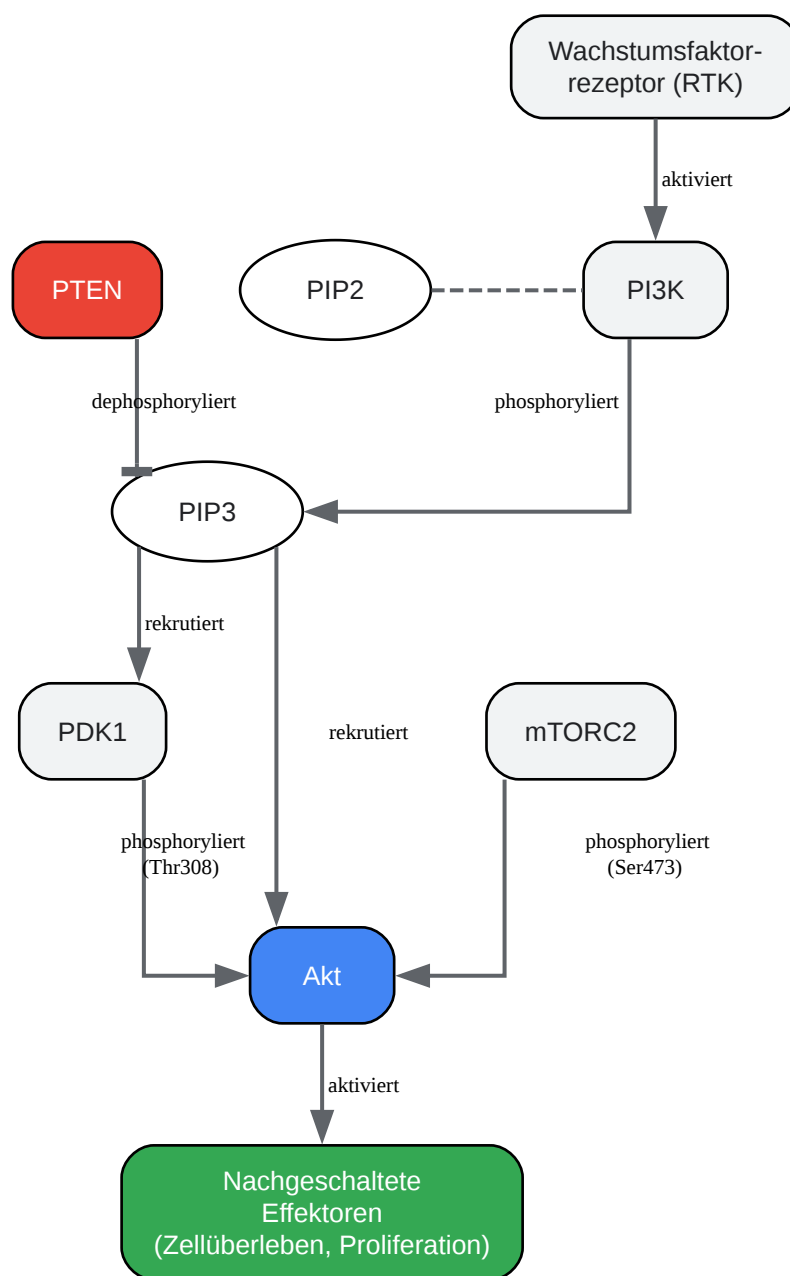 Wachstumsfaktor-
rezeptor (RTK)
aktiviert
PTEN
PIP2
PI3K
dephosphoryliert
phosphoryliert
PIP3
rekrutiert
PDK1
rekrutiert
mTORC2
phosphoryliert
(Thr308)
phosphoryliert
(Ser473)
Akt
aktiviert
Nachgeschaltete
Effektoren
(Zellüberleben, Proliferation)